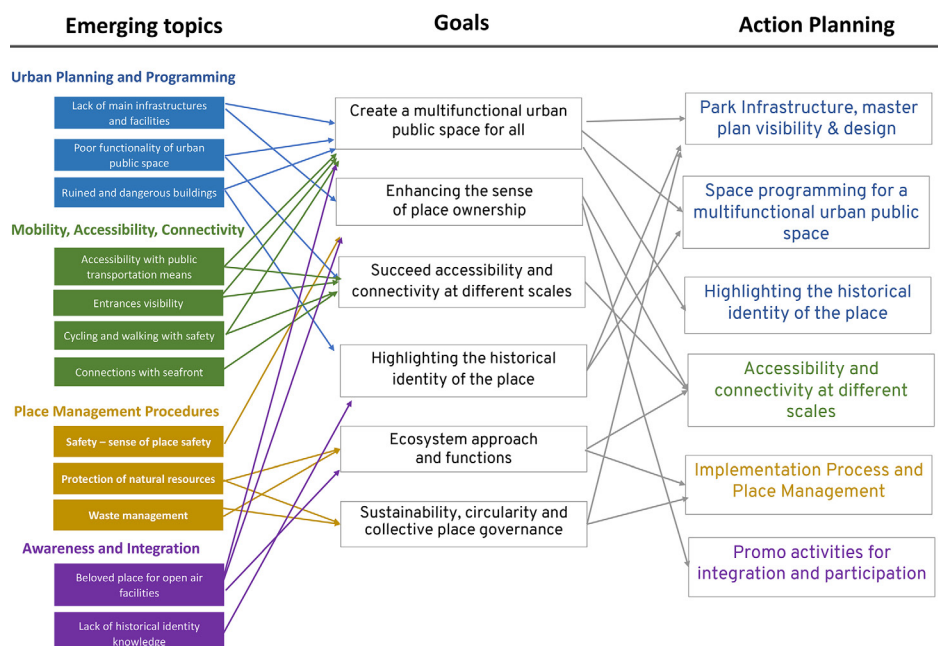 Emerging topics
Goals
Action Planning
Urban Planning and Programming
Lack of main infrastructures
and facilities
Poor functionality of urban
public space
Ruined and dangerous buildings
Mobility, Accessibility, Connectivity
Accessibility with public
transportation means
Entrances visibility
Cycling and walking with safety
Connections with seafront
Place Management Procedures
Safety – sense of place safety
Protection of natural resources
Waste management
Awareness and Integration
Beloved place for open air
facilities
Lack of historical identity
knowledge
Create a multifunctional urban
public space for all
Enhancing the sense
of place ownership
Succeed accessibility and
connectivity at different scales
Highlighting the historical
identity of the place
Ecosystem approach
and functions
Sustainability, circularity and
collective place governance
Park Infrastructure, master
plan visibility & design
Space programming for a
multifunctional urban public
space
Highlighting the historical
identity of the place
Accessibility and
connectivity at different
scales
Implementation Process and
Place Management
Promo activities for
integration and participation